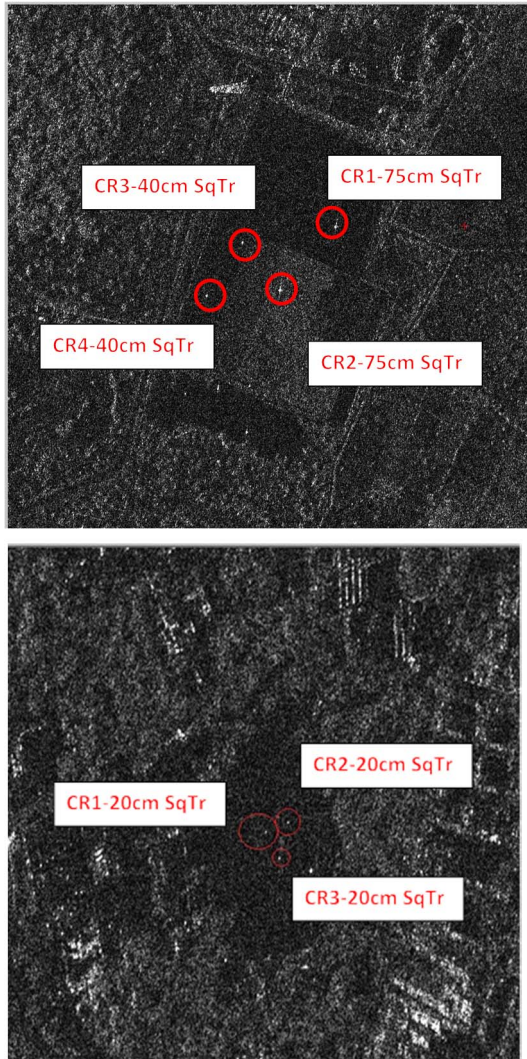 CR3-40cm SqTr
CR1-75cm SqTr
CR4-40cm SqTr
CR2-75cm SqTr
CR2-20cm SqTr
CR1-20cm SqTr
CR3-20cm SqTr